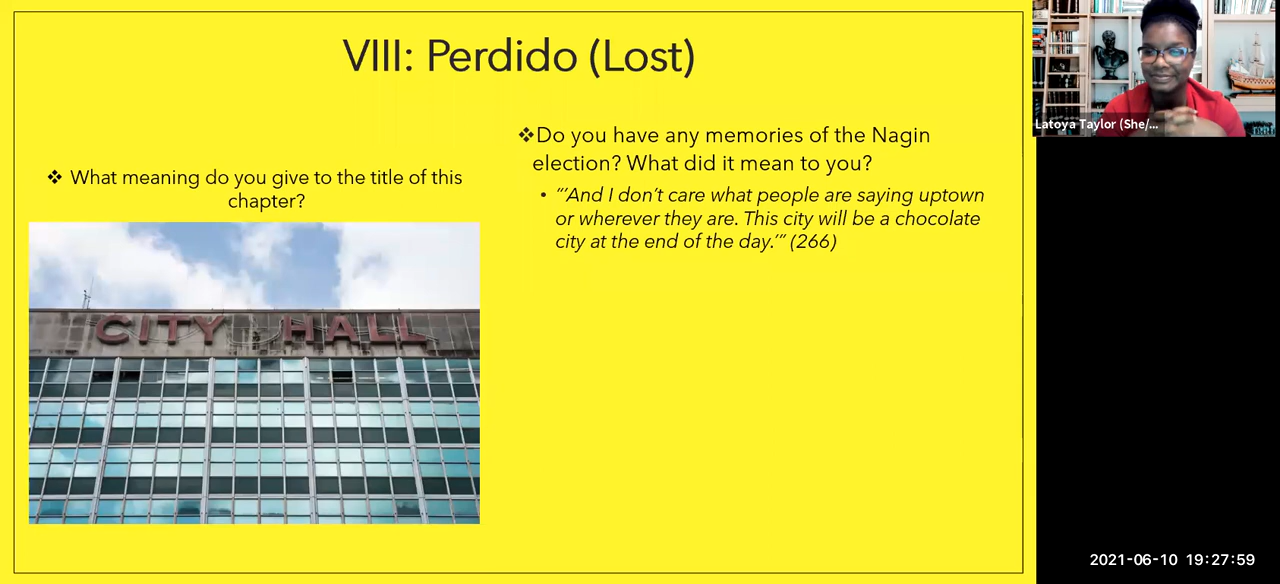 VIII: Perdido (Lost)
❖ What meaning do you give to the title of this
chapter?
CITY HALL
❖Do you have any memories of the Nagin
election? What did it mean to you?
• “‘And I don’t care what people are saying uptown
or wherever they are. This city will be a chocolate
city at the end of the day.’” (266)
Latoya Taylor (She/...
2021-06-10 19:27:59